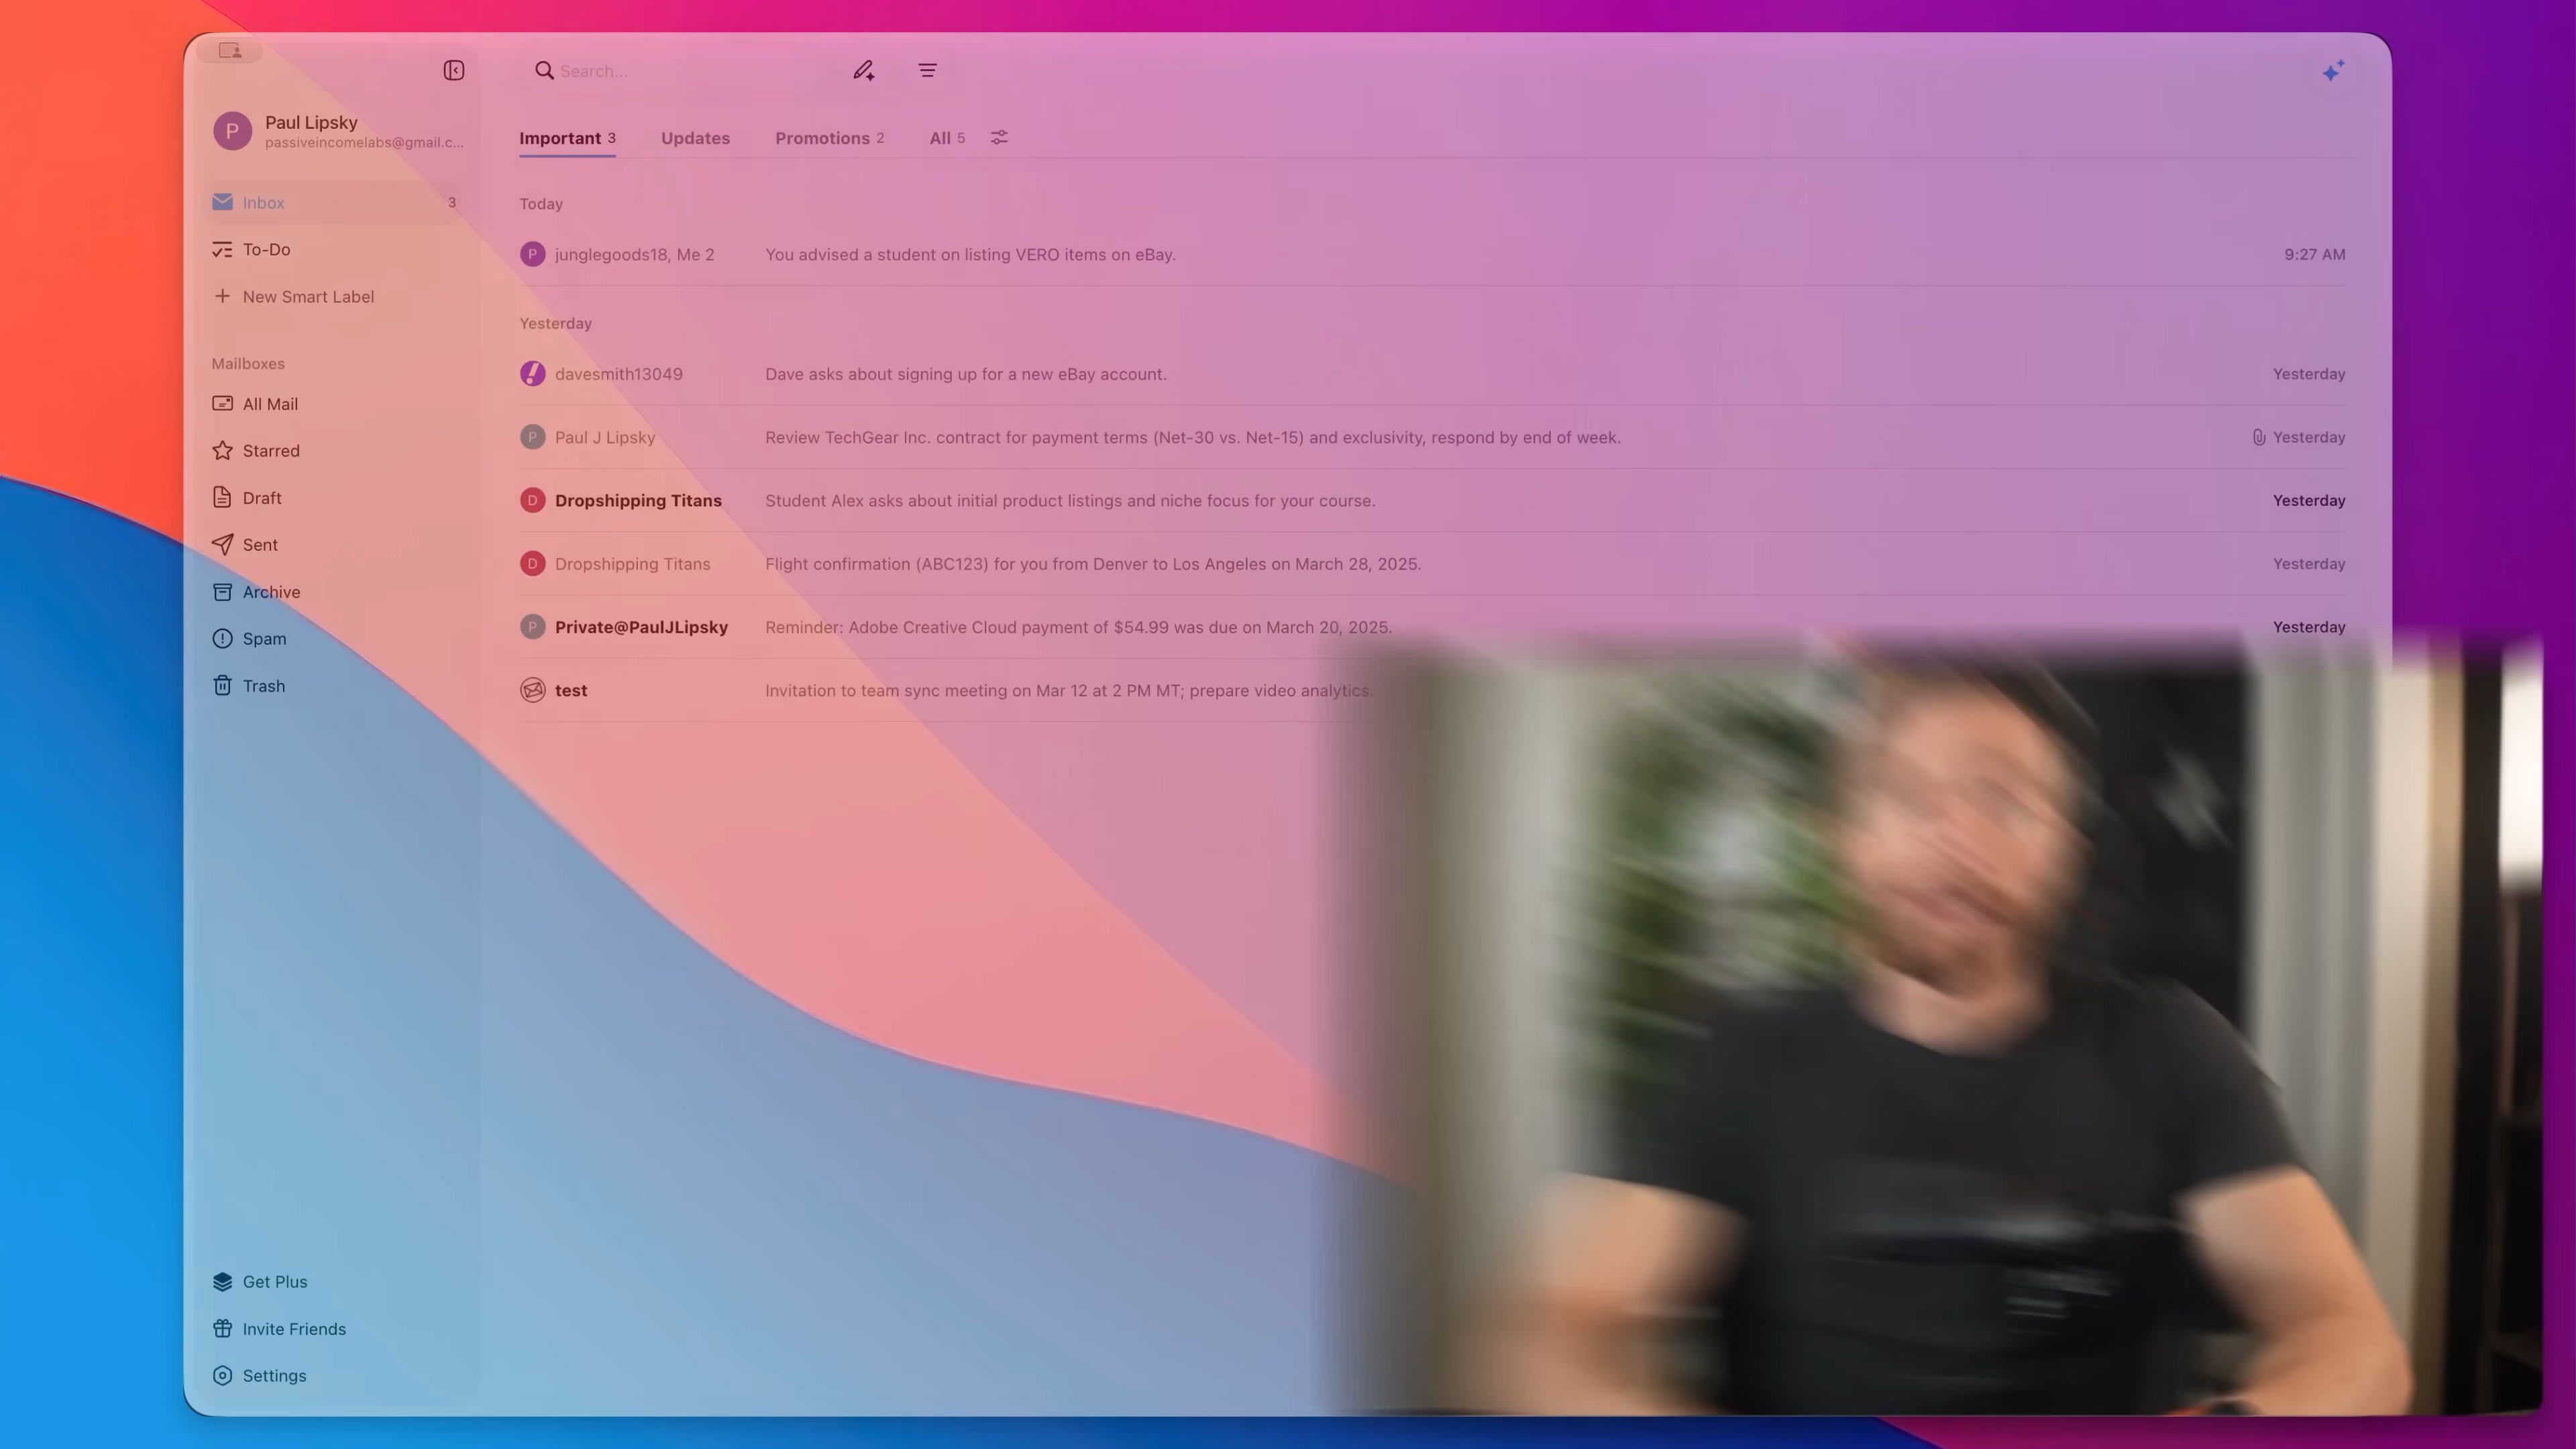 Search...
P
Paul Lipsky
passiveincomelabs@gmail.c...
Important 3 Updates Promotions 2 All 5
Inbox 3
To-Do
New Smart Label
Mailboxes
All Mail
Starred
Draft
Sent
Archive
Spam
Trash
Get Plus
Invite Friends
Settings
Today
P junglegoods18, Me 2 You advised a student on listing VERO items on eBay. 9:27 AM
Yesterday
davesmith13049 Dave asks about signing up for a new eBay account. Yesterday
P Paul J Lipsky Review TechGear Inc. contract for payment terms (Net-30 vs. Net-15) and exclusivity, respond by end of week. Yesterday
D Dropshipping Titans Student Alex asks about initial product listings and niche focus for your course. Yesterday
D Dropshipping Titans Flight confirmation (ABC123) for you from Denver to Los Angeles on March 28, 2025. Yesterday
P Private@PaulJLipsky Reminder: Adobe Creative Cloud payment of $54.99 was due on March 20, 2025. Yesterday
test Invitation to team sync meeting on Mar 12 at 2 PM MT; prepare video analytics.